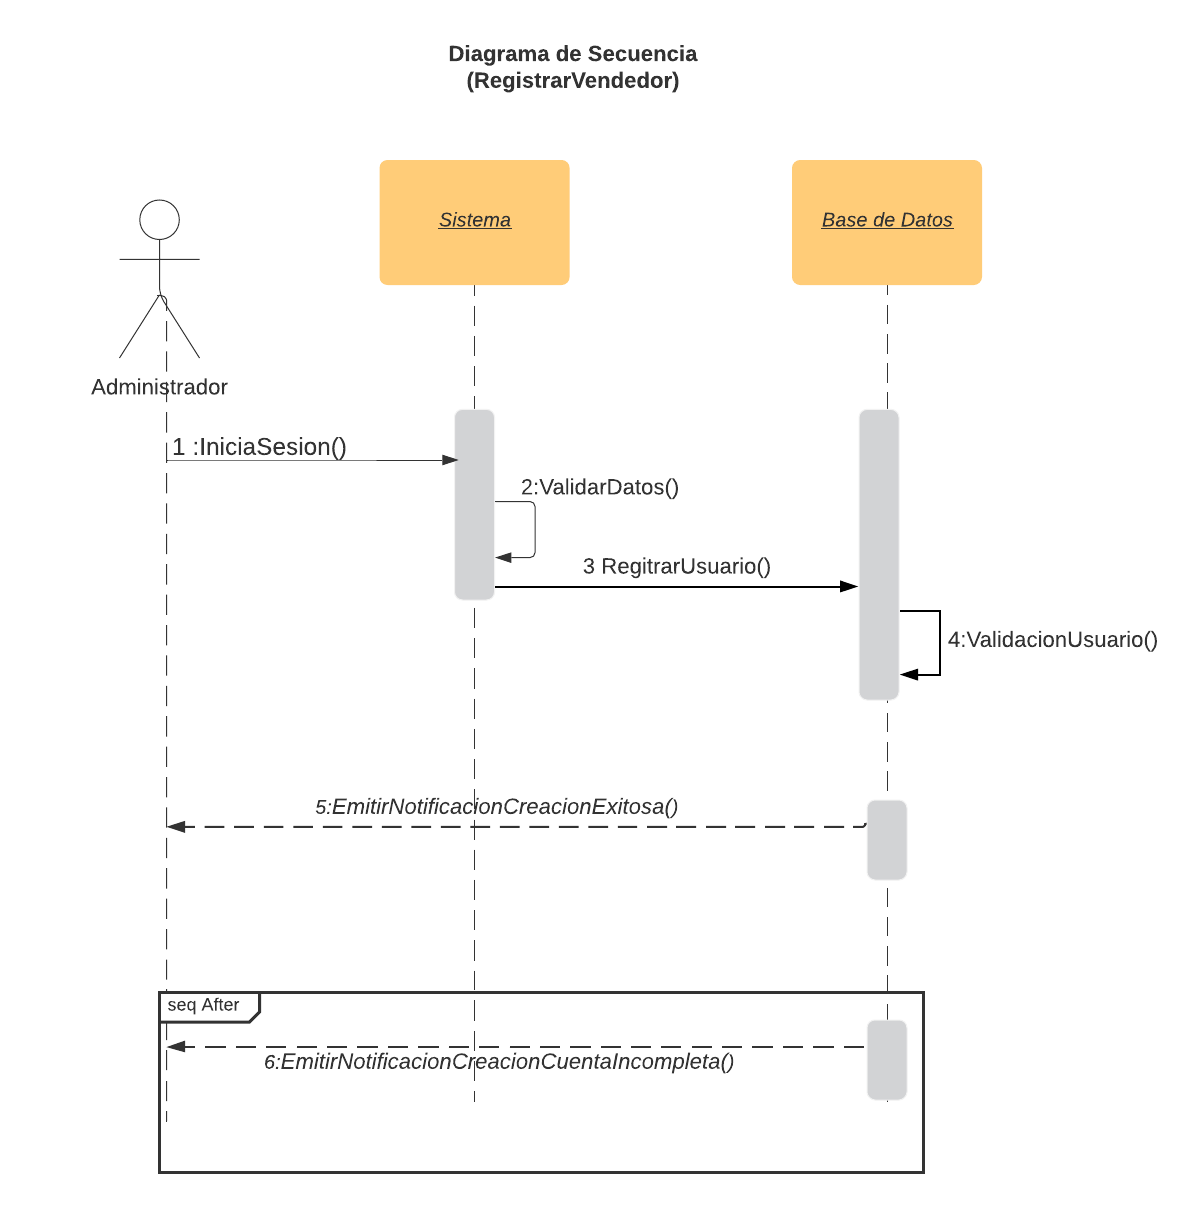 Diagrama de Secuencia
(RegistrarVendedor)
Sistema
Base de Datos
Administrador
1 :IniciaSesion()
2:ValidarDatos()
3 RegitrarUsuario()
4:ValidacionUsuario()
5:EmitirNotificacionCreacionExitosa()
seq After
6:EmitirNotificacionCreacionCuentaIncompleta()